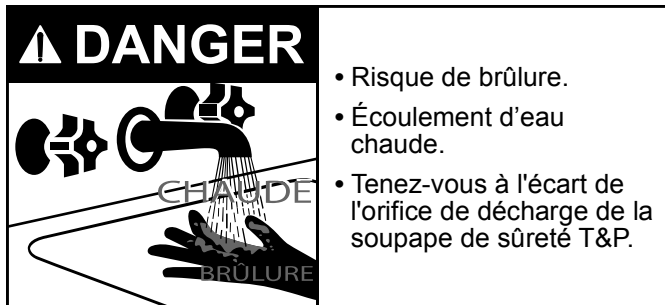 DANGER
CHAUDE
BRÛLURE
• Risque de brûlure.
• Écoulement d’eau
chaude.
• Tenez-vous à l'écart de
l'orifice de décharge de la
soupape de sûreté T&P.